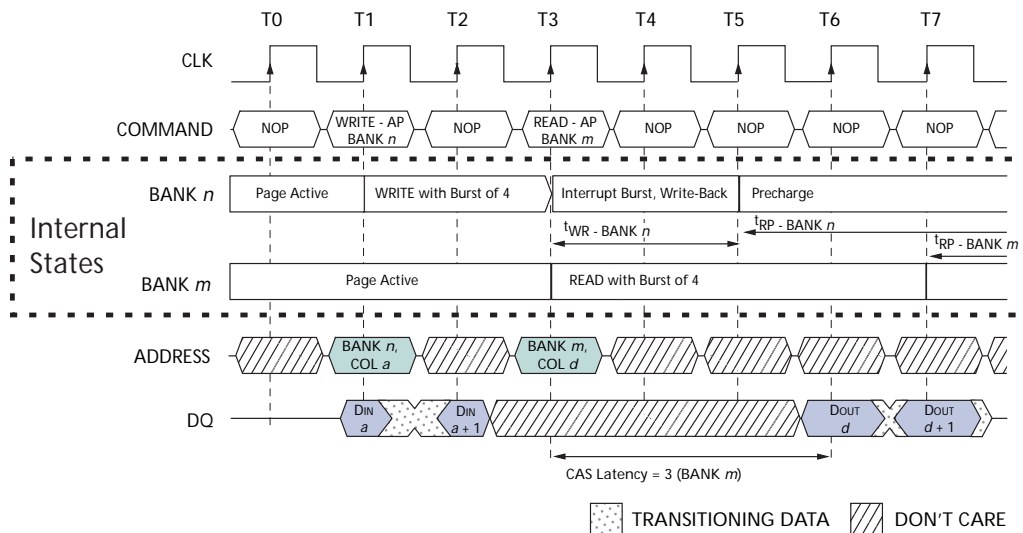 T0 T1 T2 T3 T4 T5 T6 T7
CLK
COMMAND NOP WRITE - AP BANK n NOP READ - AP BANK m NOP NOP NOP NOP
BANK n Page Active WRITE with Burst of 4 Interrupt Burst, Write-Back Precharge
Internal
States
tWR - BANK n tRP - BANK n
tRP - BANK m
BANK m Page Active READ with Burst of 4
ADDRESS BANK n, COL a BANK m, COL d
DQ DIN a DIN a + 1 DOUT d DOUT d + 1
CAS Latency = 3 (BANK m)
TRANSITIONING DATA DON'T CARE